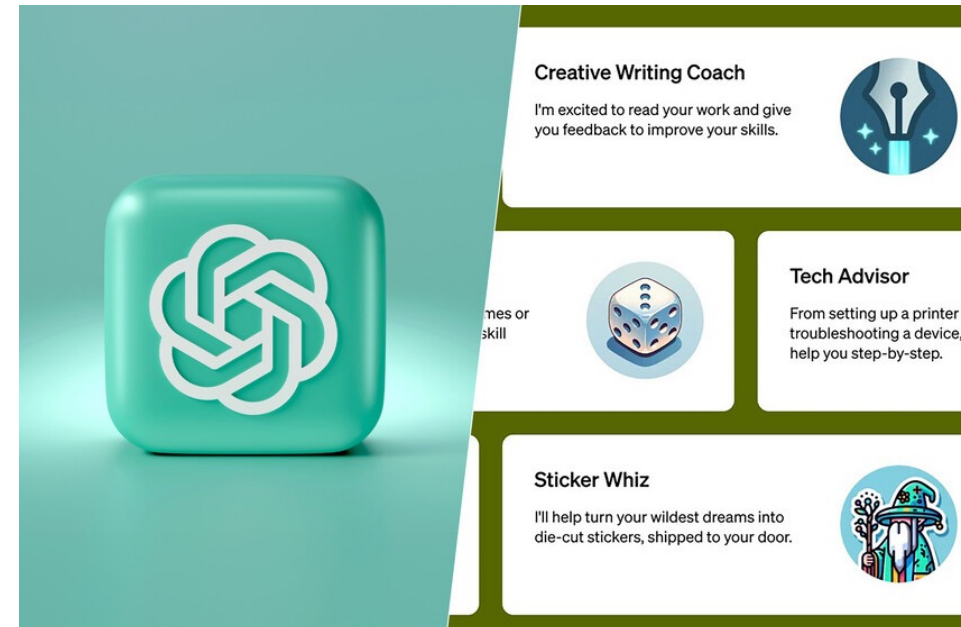 Creative Writing Coach
I'm excited to read your work and give
you feedback to improve your skills.
mes or
skill
Tech Advisor
From setting up a printer
troubleshooting a device,
help you step-by-step.
Sticker Whiz
I'll help turn your wildest dreams into
die-cut stickers, shipped to your door.